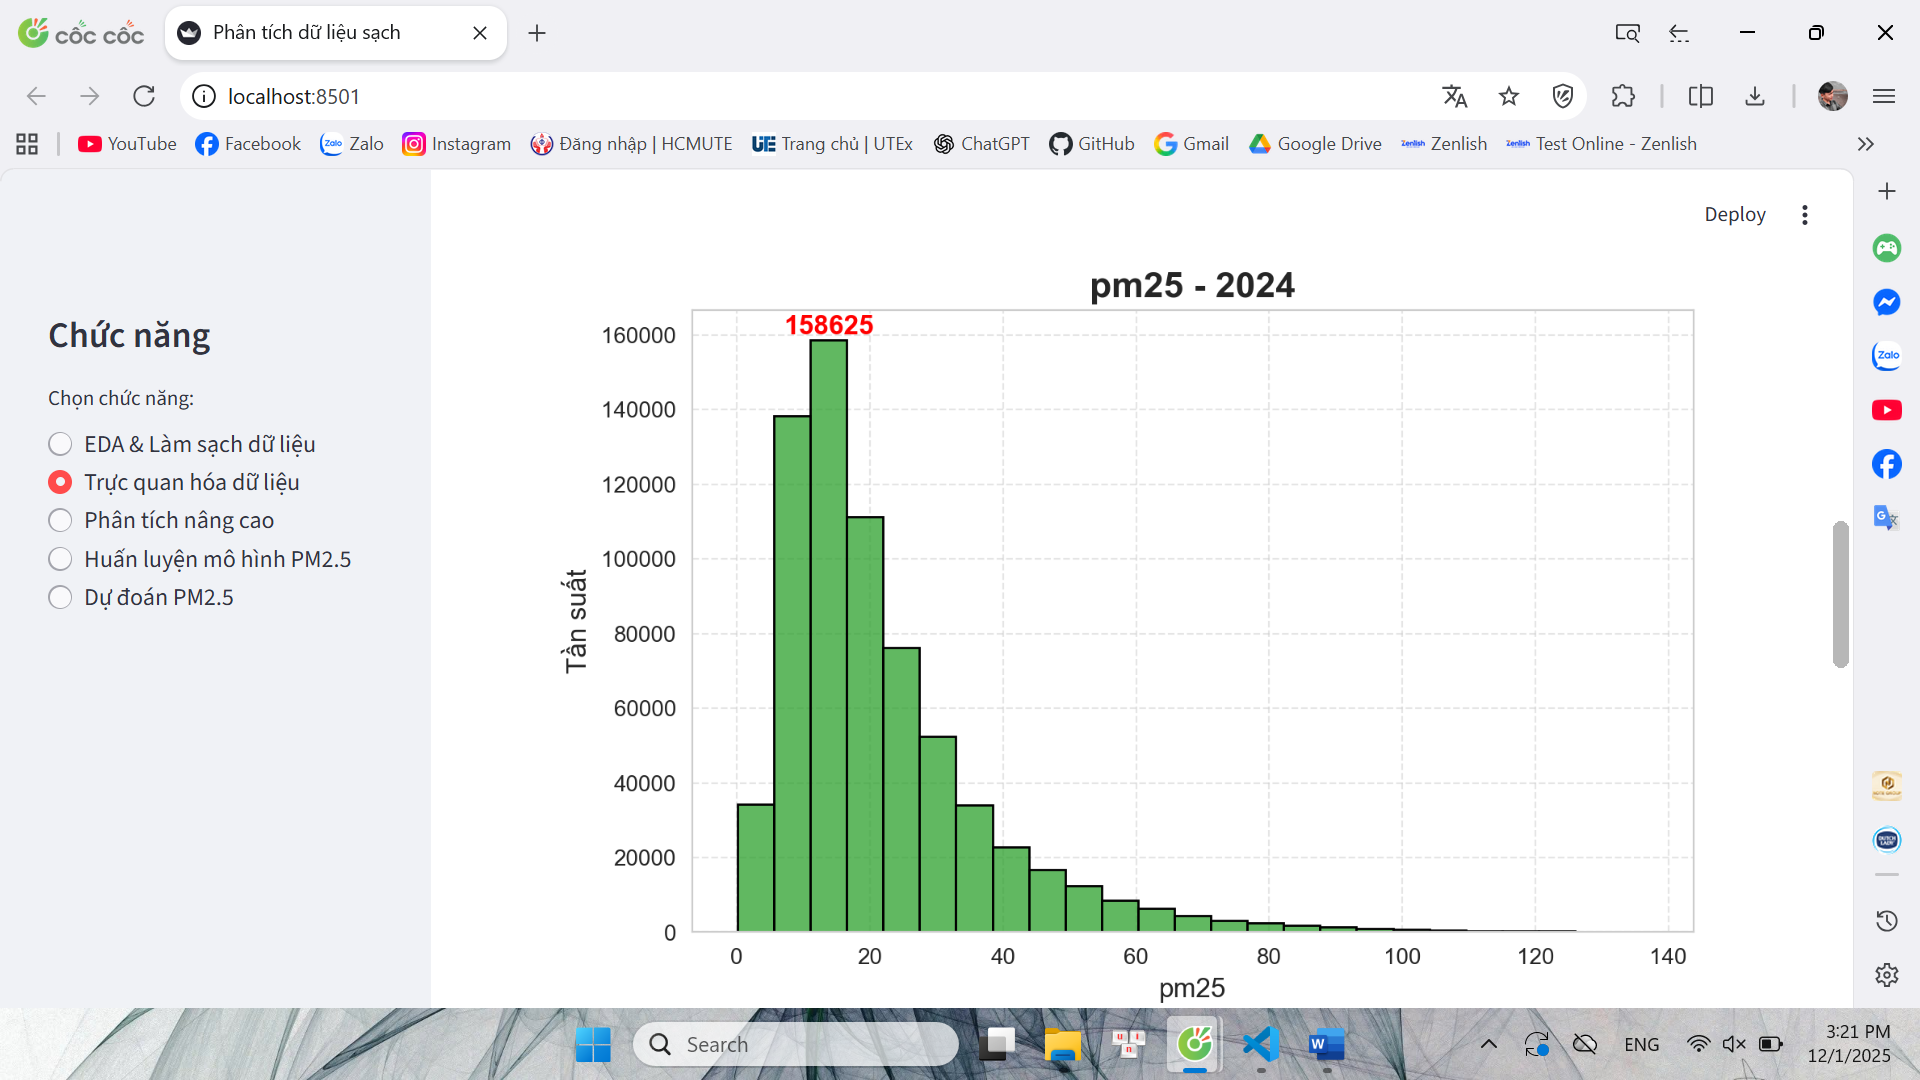 cốc cốc
Phân tích dữ liệu sạch
localhost:8501
YouTube
Facebook
Zalo
Instagram
Đăng nhập | HCMUTE
Trang chủ | UTEx
ChatGPT
GitHub
Gmail
Google Drive
Zenlish
Test Online - Zenlish
Deploy
Chức năng
Chọn chức năng:
EDA & Làm sạch dữ liệu
Trực quan hóa dữ liệu
Phân tích nâng cao
Huấn luyện mô hình PM2.5
Dự đoán PM2.5
pm25 - 2024
158625
160000
140000
120000
100000
80000
60000
40000
20000
0
Tần suất
0 20 40 60 80 100 120 140
pm25
Zalo
Search
ENG
3:21 PM
12/1/2025